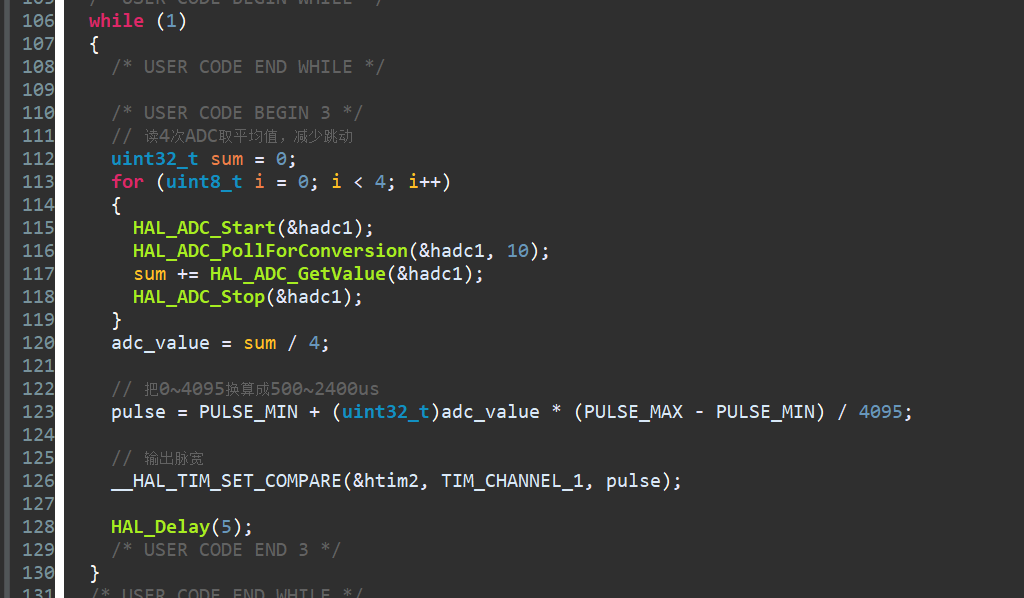 106 while (1)
107 {
108 /* USER CODE END WHILE */
109
110 /* USER CODE BEGIN 3 */
111 // 读4次ADC取平均值，减少跳动
112 uint32_t sum = 0;
113 for (uint8_t i = 0; i < 4; i++)
114 {
115 HAL_ADC_Start(&hadc1);
116 HAL_ADC_PollForConversion(&hadc1, 10);
117 sum += HAL_ADC_GetValue(&hadc1);
118 HAL_ADC_Stop(&hadc1);
119 }
120 adc_value = sum / 4;
121
122 // 把0~4095换算成500~2400us
123 pulse = PULSE_MIN + (uint32_t)adc_value * (PULSE_MAX - PULSE_MIN) / 4095;
124
125 // 输出脉宽
126 __HAL_TIM_SET_COMPARE(&htim2, TIM_CHANNEL_1, pulse);
127
128 HAL_Delay(5);
129 /* USER CODE END 3 */
130 }
131 /* USER CODE END WHILE */